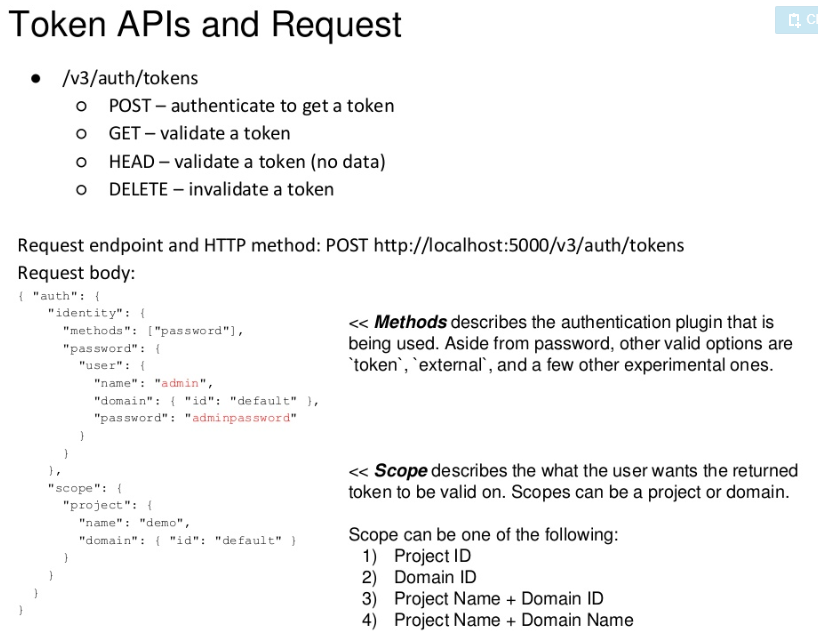 Token APIs and Request
● /v3/auth/tokens
○ POST – authenticate to get a token
○ GET – validate a token
○ HEAD – validate a token (no data)
○ DELETE – invalidate a token
Request endpoint and HTTP method: POST http://localhost:5000/v3/auth/tokens
Request body:
{ "auth": {
"identity": {
"methods": ["password"],
"password": {
"user": {
"name": "admin",
"domain": { "id": "default" },
"password": "adminpassword"
}
}
},
"scope": {
"project": {
"name": "demo",
"domain": { "id": "default" }
}
}
}
}
<< Methods describes the authentication plugin that is
being used. Aside from password, other valid options are
`token`, `external`, and a few other experimental ones.
<< Scope describes the what the user wants the returned
token to be valid on. Scopes can be a project or domain.
Scope can be one of the following:
1) Project ID
2) Domain ID
3) Project Name + Domain ID
4) Project Name + Domain Name